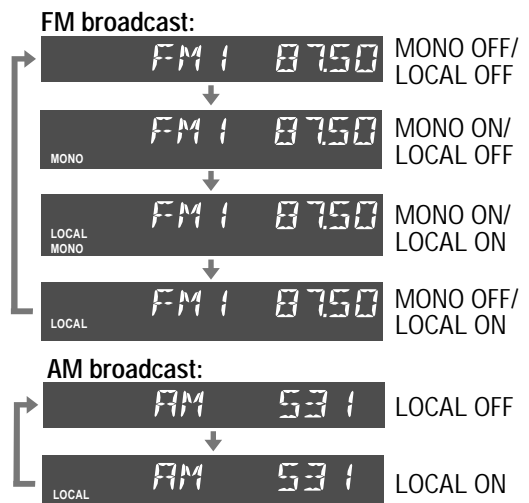 FM broadcast:
FM 1 87.50 MONO OFF/
LOCAL OFF
FM 1 87.50 MONO ON/
MONO LOCAL OFF
FM 1 87.50 MONO ON/
LOCAL LOCAL ON
MONO
FM 1 87.50 MONO OFF/
LOCAL LOCAL ON
AM broadcast:
AM 531 LOCAL OFF
AM 531 LOCAL ON
LOCAL